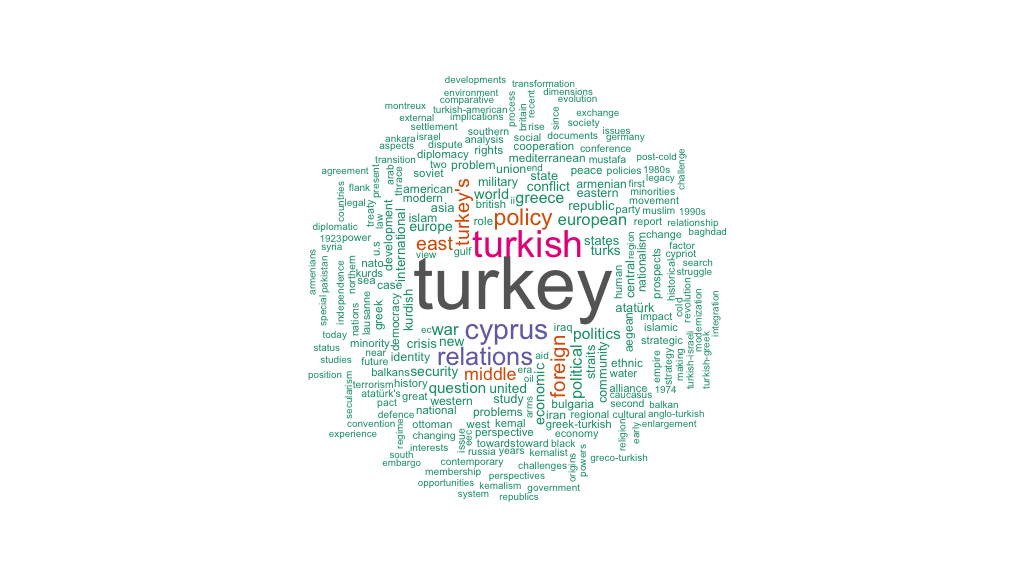 developments
transformation
environment
dimensions
comparative
process
recent
evolution
montreux
turkish-american
britain
since
exchange
external
implications
rise
society
settlement
southern
social
documents
issues
ankara
israel
dispute
analysis
cooperation
germany
aspects
diplomacy
rights
conference
transition
two
problem
mediterranean
mustafa
post-cold
challenge
agreement
arab
soviet
union
end
peace
policies
1980s
present
thrace
state
legacy
countries
flank
american
turkey's
military
conflict
armenian
first
minorities
legal
treaty
modern
world
ii
greece
eastern
movement
law
development
asia
british
republic
party
muslim
1990s
islam
role
policy
european
report
relationship
diplomatic
international
europe
baghdad
1923
power
u.s
east
turkish
states
region
change
syria
view
gulf
turks
central
nationalism
factor
cypriot
armenians
pakistan
northern
nato
kurds
turkey
human
prospects
historical
search
struggle
special
independence
sea
case
nations
lausanne
greek
democracy
kurdish
atatürk
cold
revolution
modernization
integration
impact
today
ec
war
cyprus
iraq
politics
aegean
islamic
status
minority
crisis
new
foreign
straits
strategic
studies
near
identity
relations
aid
political
community
ethnic
empire
strategy
making
turkish-israeli
turkish-greek
future
position
balkans
security
middle
era
economic
water
secularism
terrorism
history
question
united
oil
alliance
1974
atatürk's
great
caucasus
pact
western
study
arms
bulgaria
second
balkan
defence
national
problems
iran
regional
cultural
anglo-turkish
convention
regime
ottoman
west
kemal
greek-turkish
religion
early
enlargement
experience
changing
issue
eec
perspective
economy
interests
towards
toward
black
south
russia
years
kemalist
origins
powers
embargo
contemporary
challenges
greco-turkish
membership
perspectives
opportunities
kemalism
government
system
republics